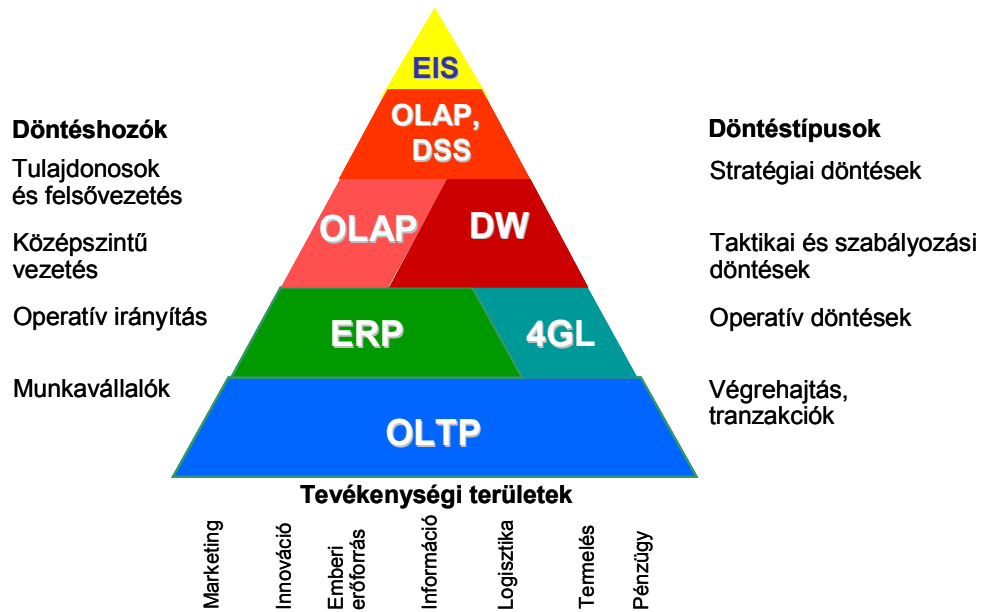 EIS
OLAP,
DSS
OLAP
DW
ERP
4GL
OLTP
Döntéshozók
Tulajdonosok
és felsővezetés
Középszintű
vezetés
Operatív irányítás
Munkavállalók
Döntéstípusok
Stratégiai döntések
Taktikai és szabályozási
döntések
Operatív döntések
Végrehajtás,
tranzakciók
Tevékenységi területek
Marketing
Innováció
Emberi
erőforrás
Információ
Logisztika
Termelés
Pénzügy